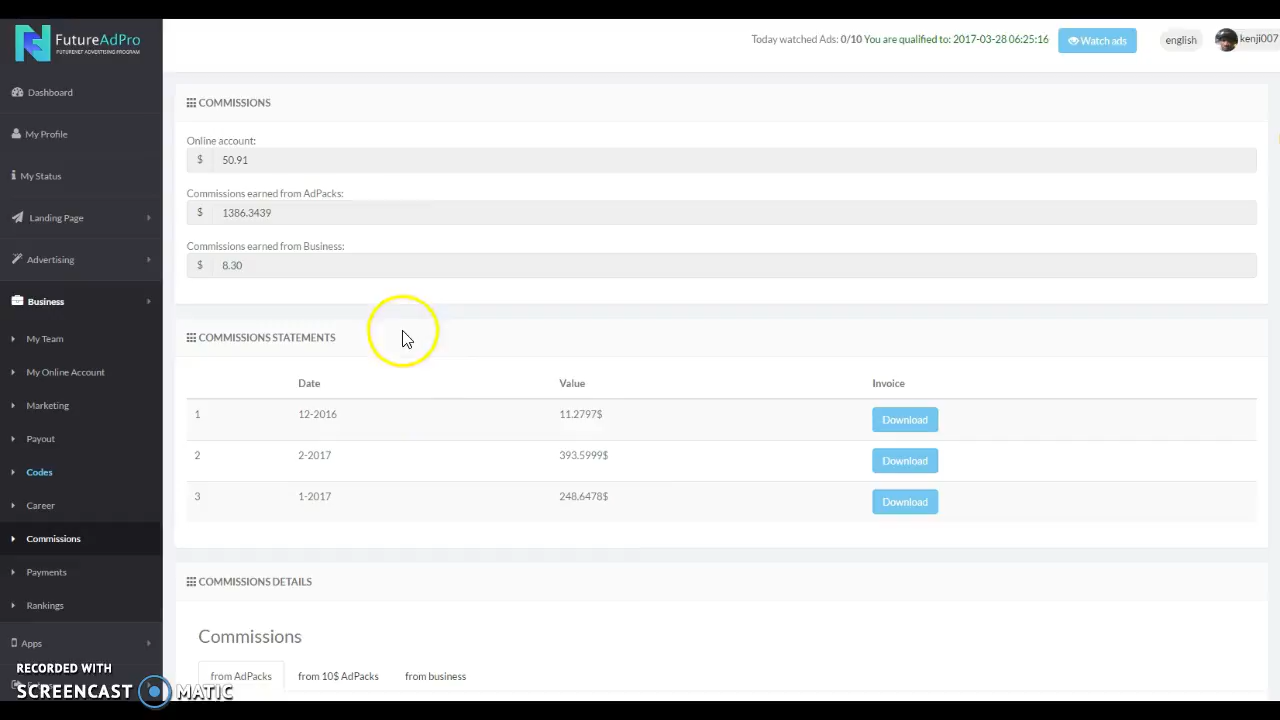 FutureAdPro
FUTURENET ADVERTISING PROGRAM
Today watched Ads: 0/10 You are qualified to: 2017-03-28 06:25:16
Watch ads
english
kenji007
Dashboard
My Profile
My Status
Landing Page
Advertising
Business
My Team
My Online Account
Marketing
Payout
Codes
Career
Commissions
Payments
Rankings
Apps
RECORDED WITH
SCREENCAST MATIC
COMMISSIONS
Online account:
$ 50.91
Commissions earned from AdPacks:
$ 1386.3439
Commissions earned from Business:
$ 8.30
COMMISSIONS STATEMENTS
Date Value Invoice
1 12-2016 11.2797$ Download
2 2-2017 393.5999$ Download
3 1-2017 248.6478$ Download
COMMISSIONS DETAILS
Commissions
from AdPacks from 10$ AdPacks from business